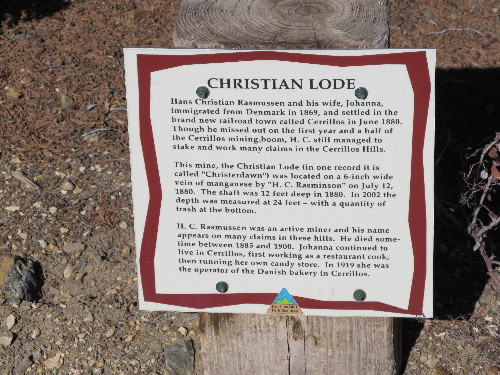 CHRISTIAN LODE
Hans Christian Rasmussen and his wife, Johanna,
immigrated from Denmark in 1869, and settled in the
brand new railroad town called Cerrillos in June 1880.
Though he missed out on the first year and a half of
the Cerrillos mining boom, H. C. still managed to
stake and work many claims in the Cerrillos Hills.
This mine, the Christian Lode (in one record it is
called "Christerdawn") was located on a 6-inch wide
vein of manganese by "H. C. Rasminson" on July 12,
1880. The shaft was 12 feet deep in 1880. In 2002 the
depth was measured at 24 feet – with a quantity of
trash at the bottom.
H. C. Rasmussen was an active miner and his name
appears on many claims in these hills. He died some-
time between 1885 and 1900. Johanna continued to
live in Cerrillos, first working as a restaurant cook,
then running her own candy store. In 1919 she was
the operator of the Danish bakery in Cerrillos.